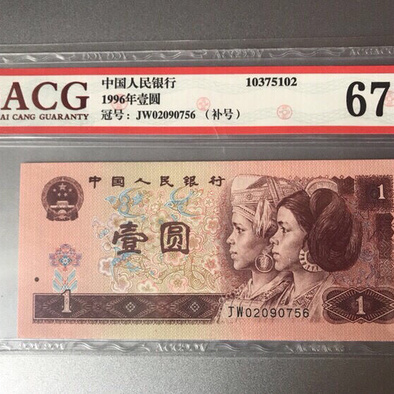 ACG
AI CANG GUARANTY
中国人民银行 10375102
1996年壹圆
冠号: JW02090756 (补号)
67
中国人民银行
壹圆
1
1
1
JW02090756